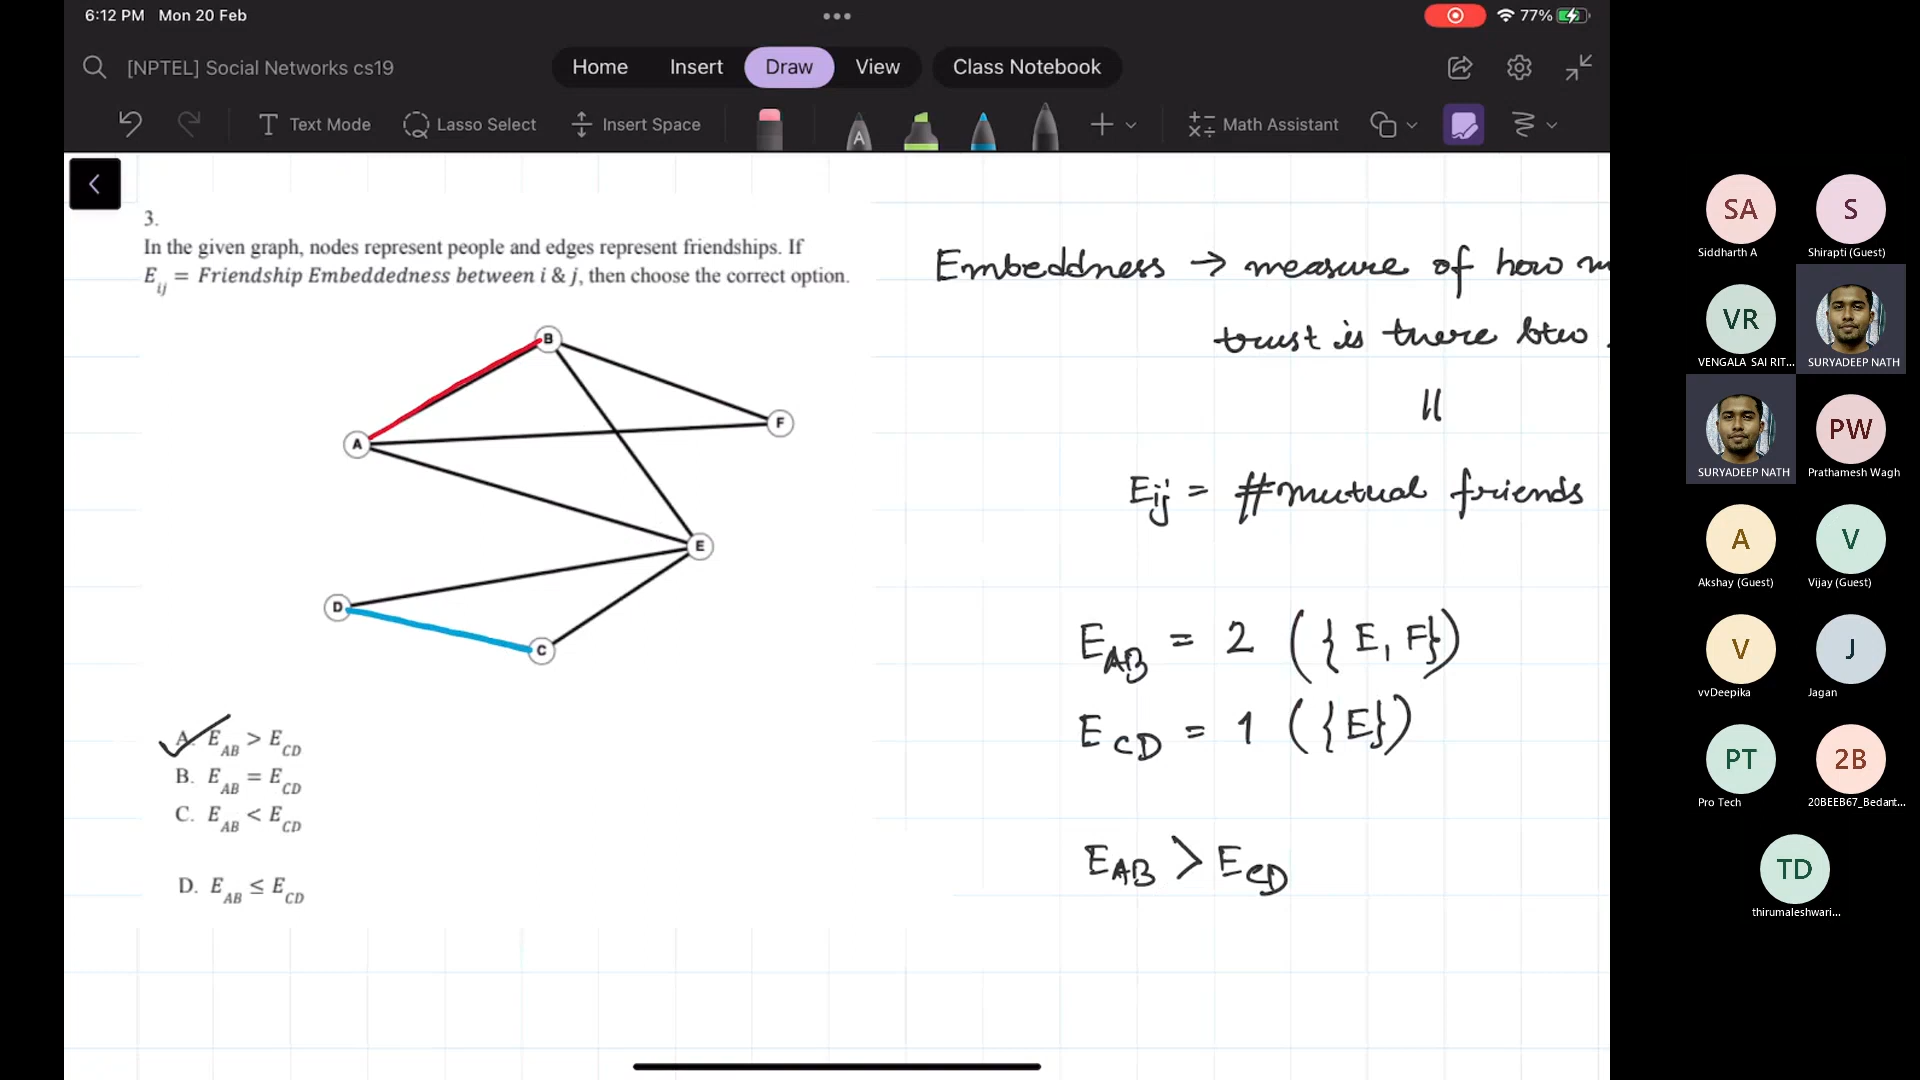 6:12 PM Mon 20 Feb
77%
[NPTEL] Social Networks cs19
Home Insert Draw View Class Notebook
Text Mode Lasso Select Insert Space A Math Assistant
3.
In the given graph, nodes represent people and edges represent friendships. If
E_ij = Friendship Embeddedness between i & j, then choose the correct option.
B
F
A
E
D
C
A. E_AB > E_CD
B. E_AB = E_CD
C. E_AB < E_CD
D. E_AB ≤ E_CD
Embeddness → measure of how m
trust is there btw
Eij = #mutual friends
E_AB = 2 ({E, F})
E_CD = 1 ({E})
E_AB > E_CD
SA S
Siddharth A Shirapti (Guest)
VR
VENGALA SAI RIT... SURYADEEP NATH
PW
SURYADEEP NATH Prathamesh Wagh
A V
Akshay (Guest) Vijay (Guest)
V J
vvDeepika Jagan
PT 2B
Pro Tech 20BEEB67_Bedant...
TD
thirumaleshwari...